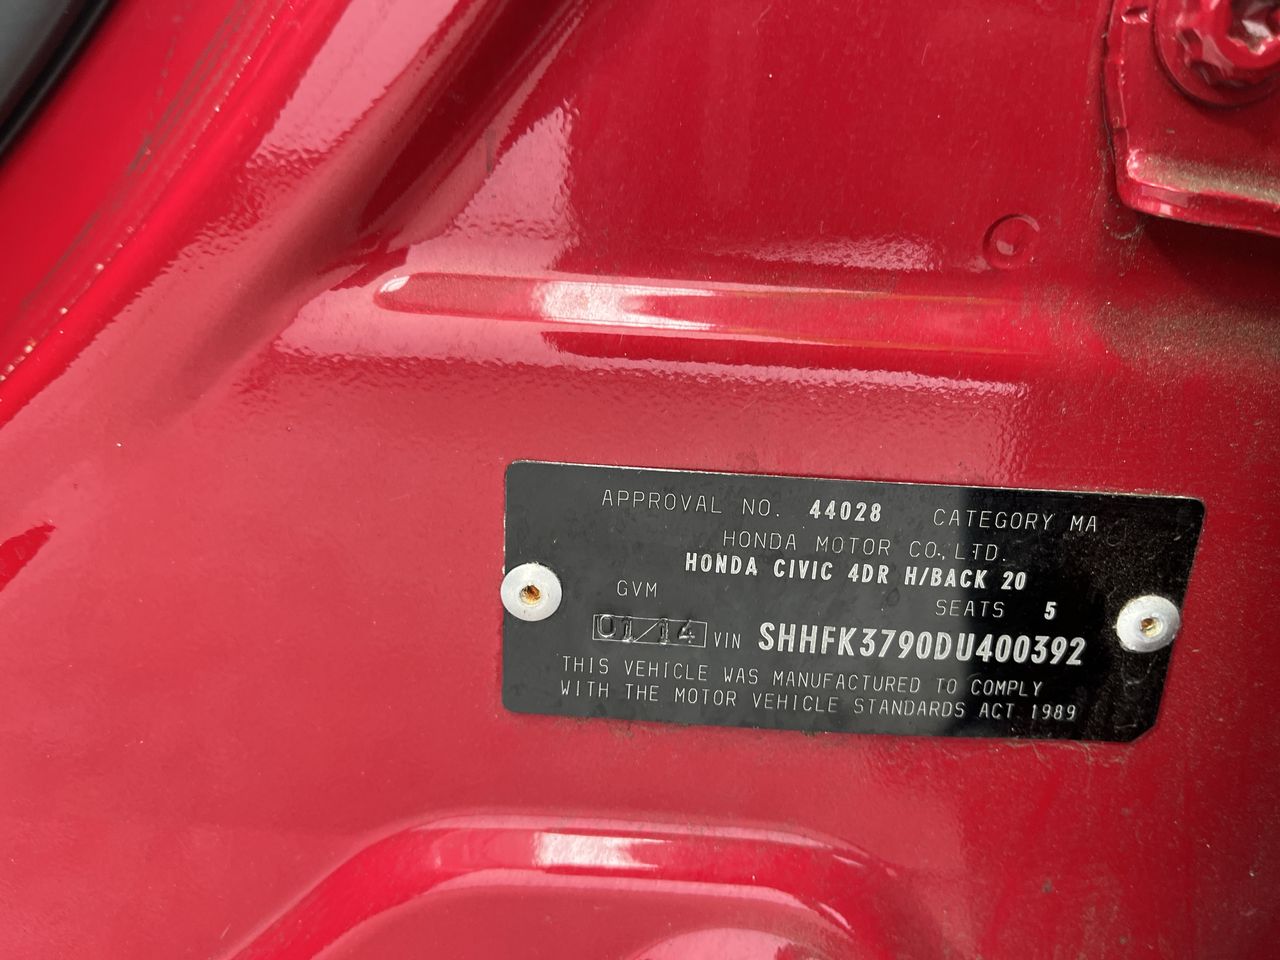 APPROVAL NO. 44028 CATEGORY MA
HONDA MOTOR CO.,LTD.
HONDA CIVIC 4DR H/BACK 20
GVM
SEATS 5
01/14 VIN SHHFK3790DU400392
THIS VEHICLE WAS MANUFACTURED TO COMPLY
WITH THE MOTOR VEHICLE STANDARDS ACT 1989